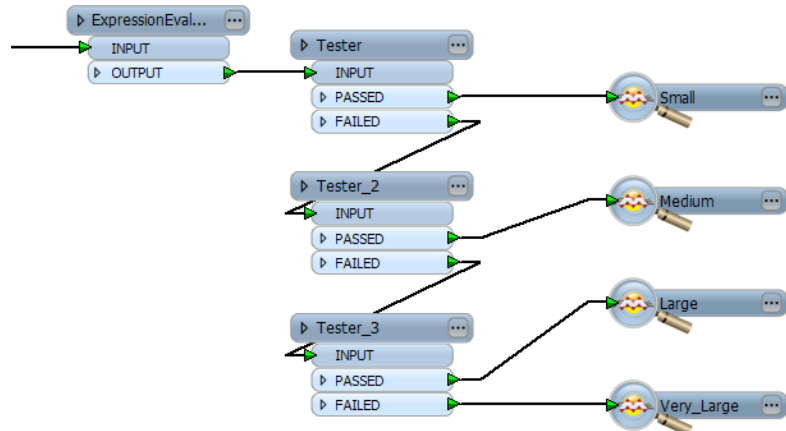 ExpressionEval...
INPUT
OUTPUT
Tester
INPUT
PASSED
FAILED
Small
Tester_2
INPUT
PASSED
FAILED
Medium
Tester_3
INPUT
PASSED
FAILED
Large
Very_Large